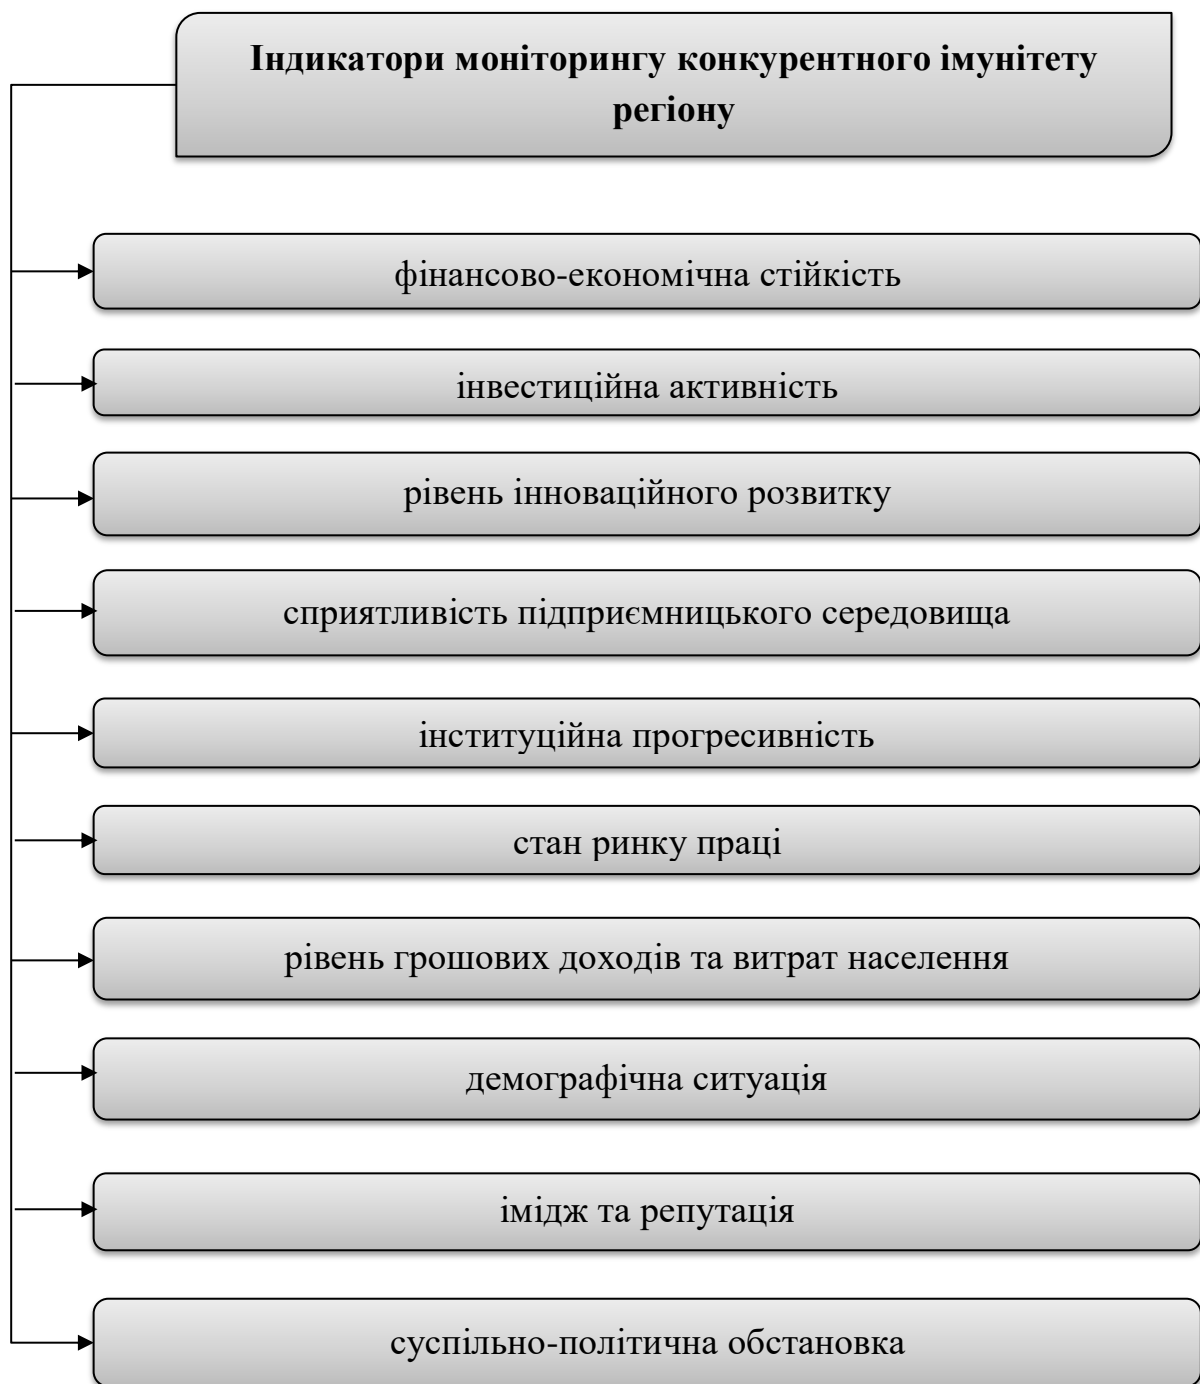 Індикатори моніторингу конкурентного імунітету
регіону
фінансово-економічна стійкість
інвестиційна активність
рівень інноваційного розвитку
сприятливість підприємницького середовища
інституційна прогресивність
стан ринку праці
рівень грошових доходів та витрат населення
демографічна ситуація
імідж та репутація
суспільно-політична обстановка